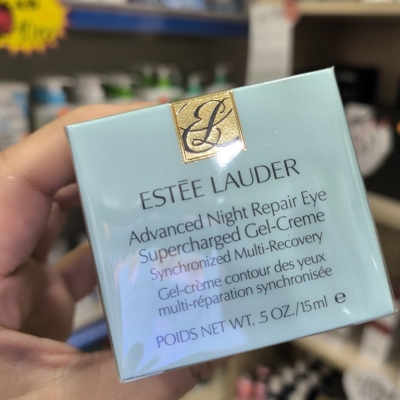 ESTĒE LAUDER
Advanced Night Repair Eye
Supercharged Gel-Creme
Synchronized Multi-Recovery
Gel-crème contour des yeux
multi-réparation synchronisée
POIDS NET WT. .5 OZ./15ml e